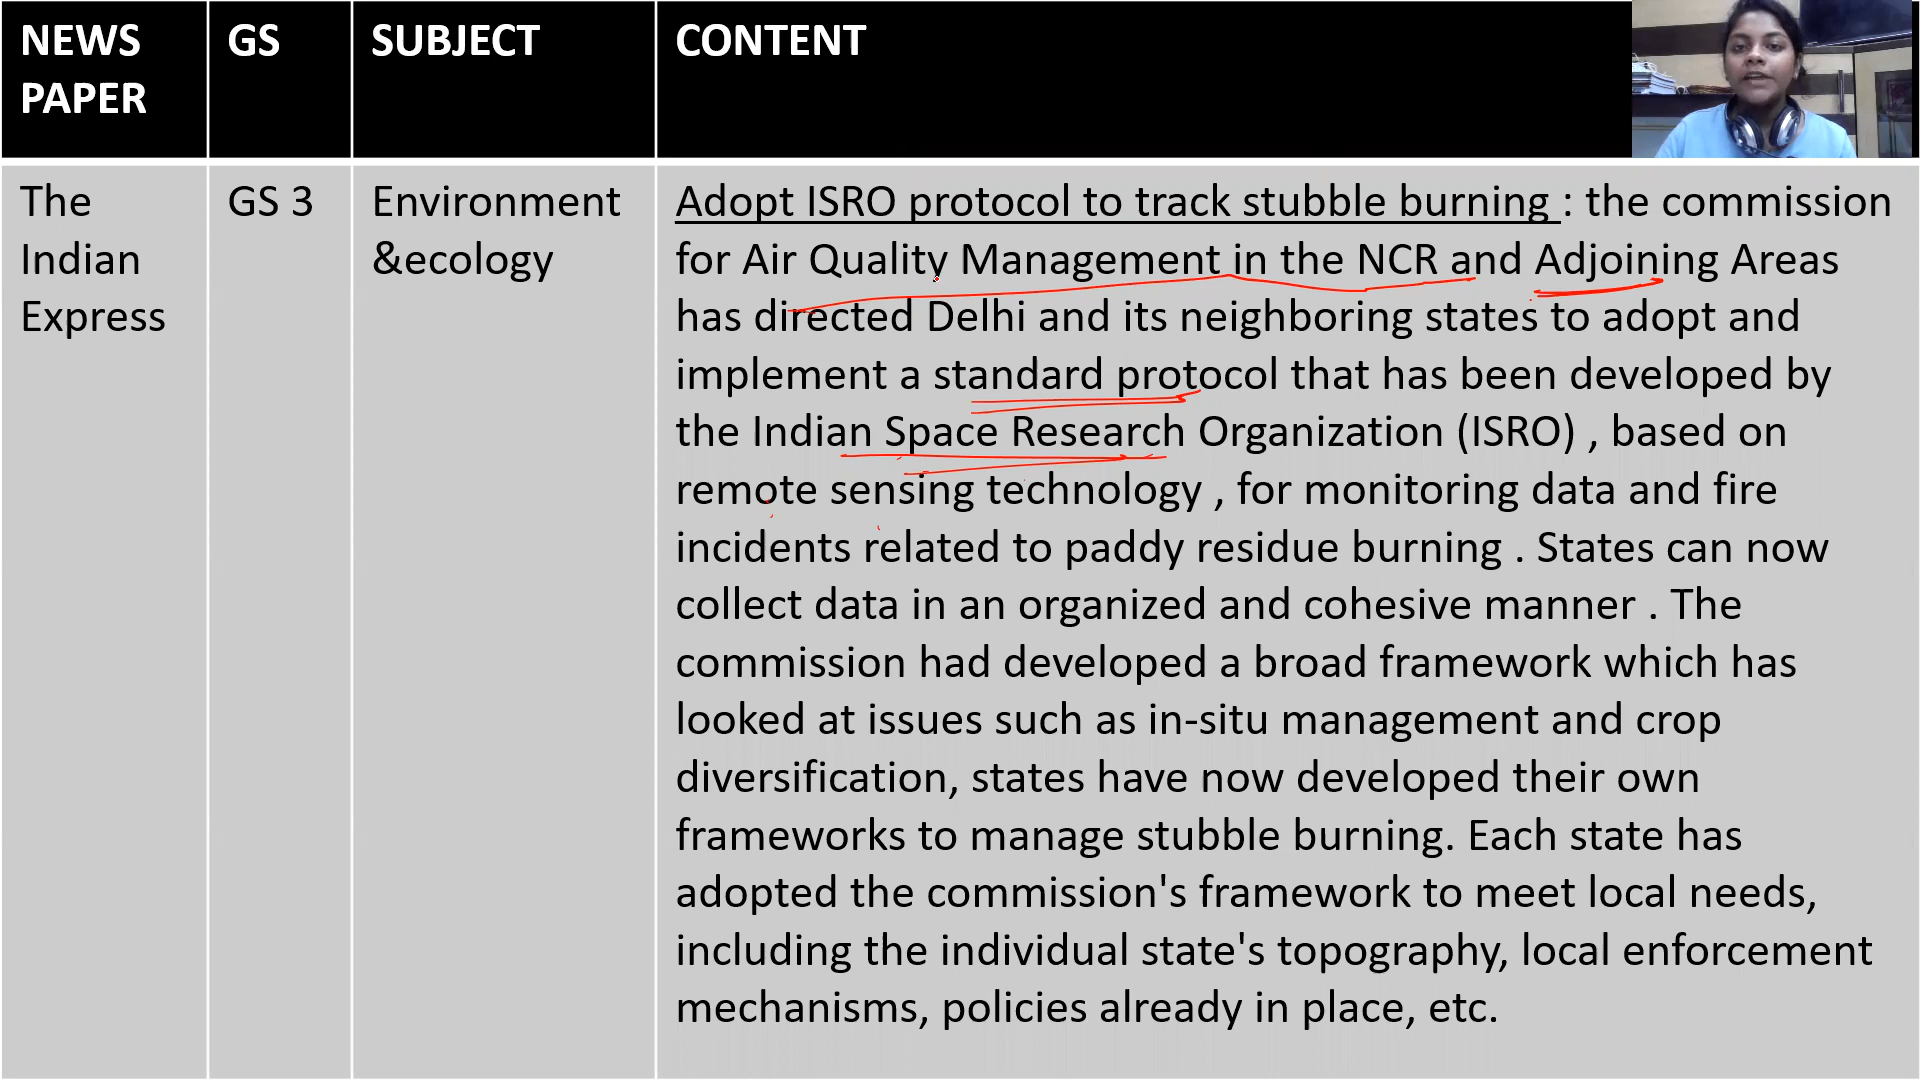 NEWS PAPER
GS
SUBJECT
CONTENT
The
Indian
Express
GS 3
Environment
&ecology
Adopt ISRO protocol to track stubble burning : the commission
for Air Quality Management in the NCR and Adjoining Areas
has directed Delhi and its neighboring states to adopt and
implement a standard protocol that has been developed by
the Indian Space Research Organization (ISRO) , based on
remote sensing technology , for monitoring data and fire
incidents related to paddy residue burning . States can now
collect data in an organized and cohesive manner . The
commission had developed a broad framework which has
looked at issues such as in-situ management and crop
diversification, states have now developed their own
frameworks to manage stubble burning. Each state has
adopted the commission's framework to meet local needs,
including the individual state's topography, local enforcement
mechanisms, policies already in place, etc.